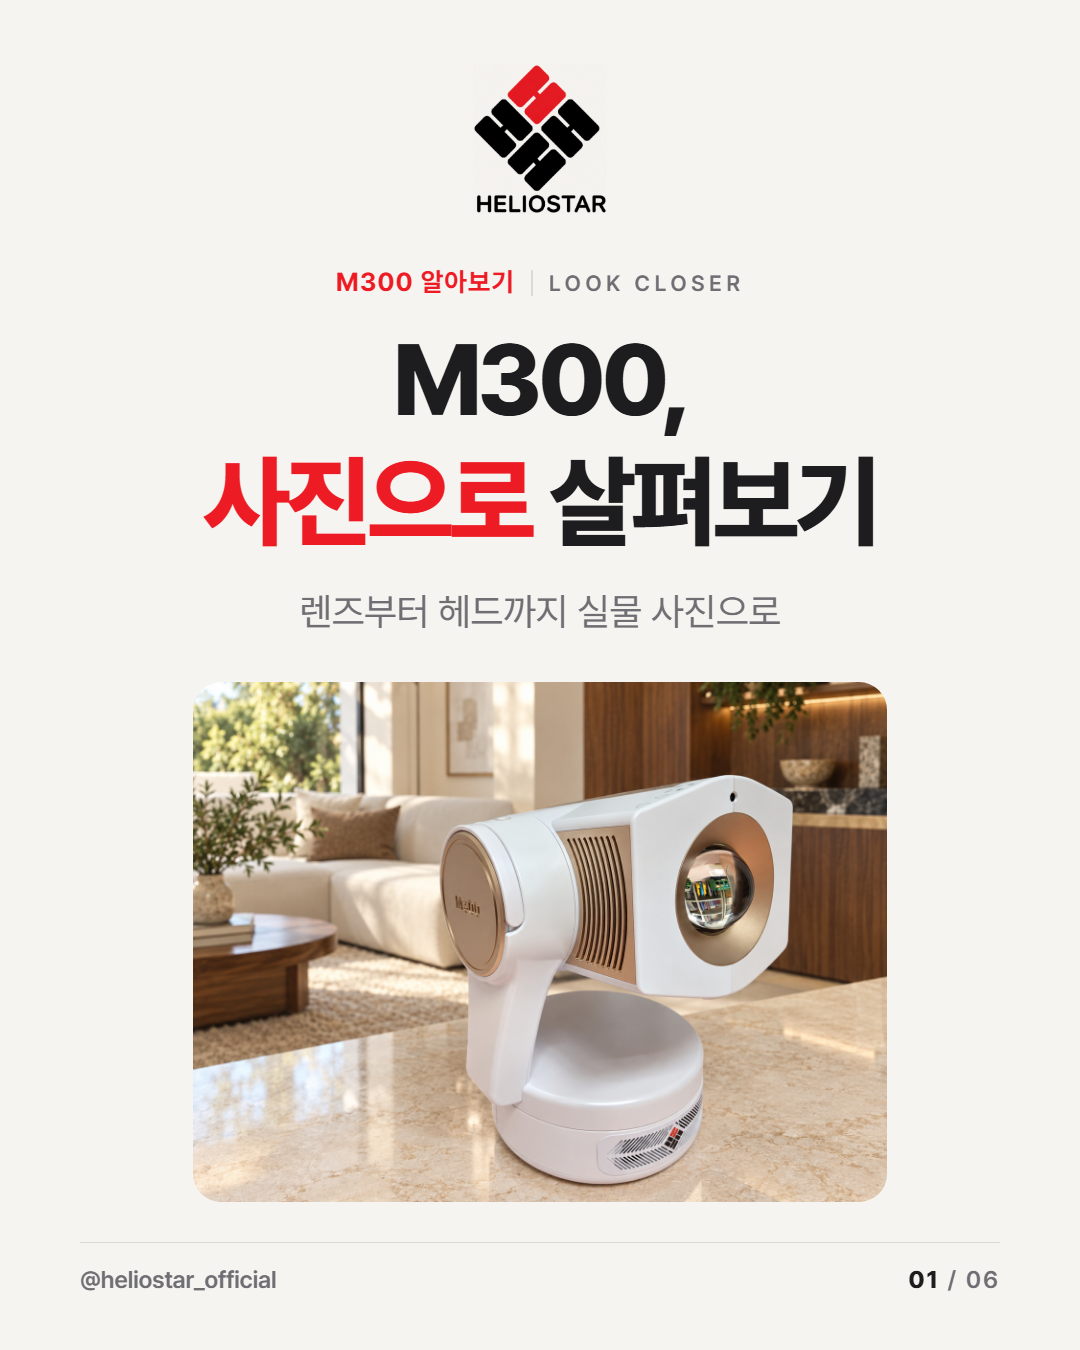 HELIOSTAR
M300 알아보기 | LOOK CLOSER
M300,
사진으로 살펴보기
렌즈부터 헤드까지 실물 사진으로
M300
@heliostar_official
01 / 06